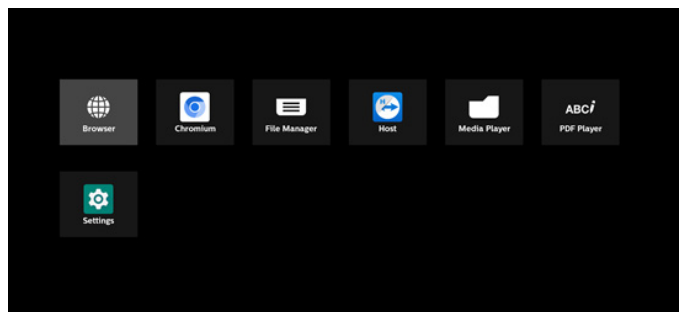 Browser
Chromium
File Manager
H
Host
Media Player
ABCi
PDF Player
Settings